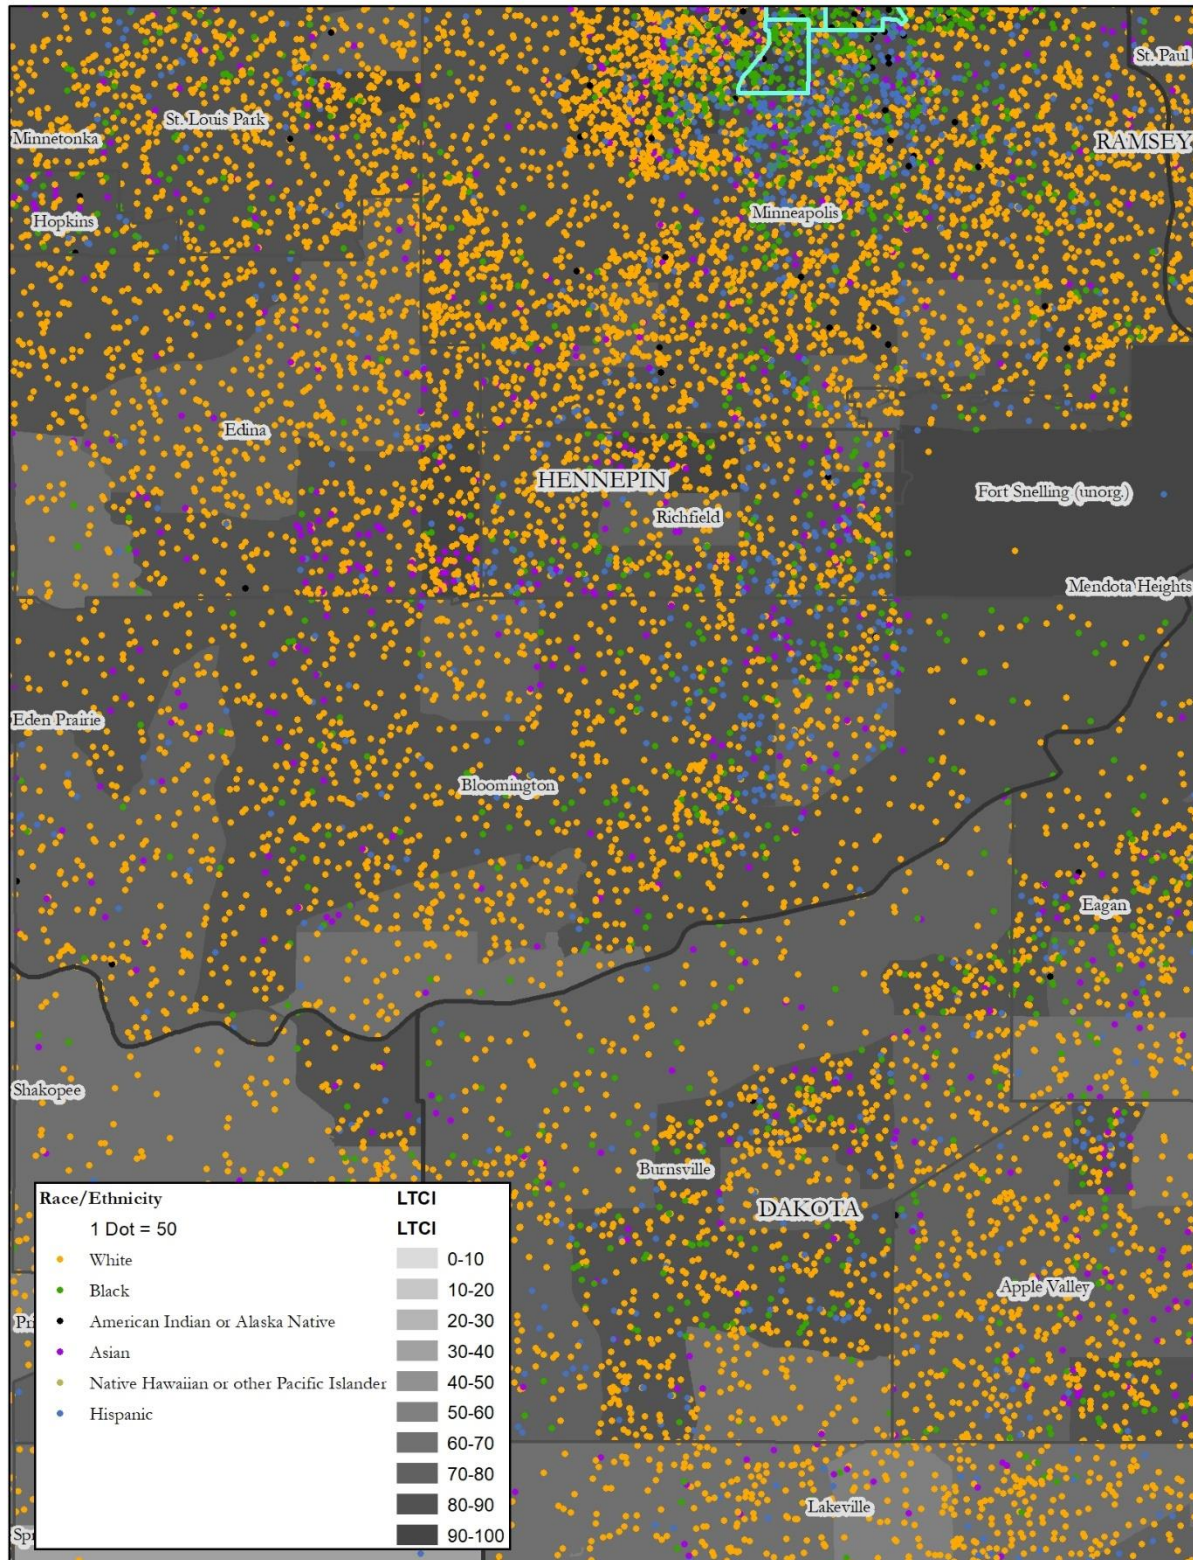 St. Paul
St. Louis Park
Minnetonka
RAMSEY
Hopkins
Minneapolis
Edina
HENNEPIN
Fort Snelling (unorg.)
Richfield
Mendota Heights
Eden Prairie
Bloomington
Eagan
Shakopee
Burnsville
DAKOTA
Apple Valley
Lakeville
Pri
Spr
Race/Ethnicity
1 Dot = 50
White
Black
American Indian or Alaska Native
Asian
Native Hawaiian or other Pacific Islander
Hispanic
LTCI
LTCI
0-10
10-20
20-30
30-40
40-50
50-60
60-70
70-80
80-90
90-100